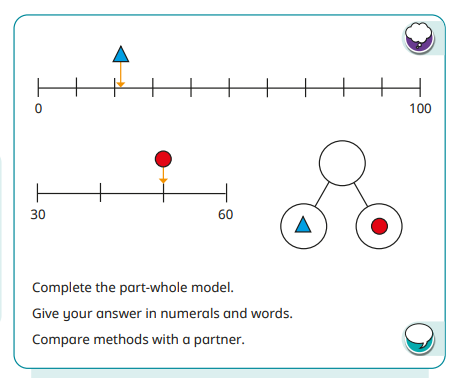 0 100
30 60
Complete the part-whole model.
Give your answer in numerals and words.
Compare methods with a partner.